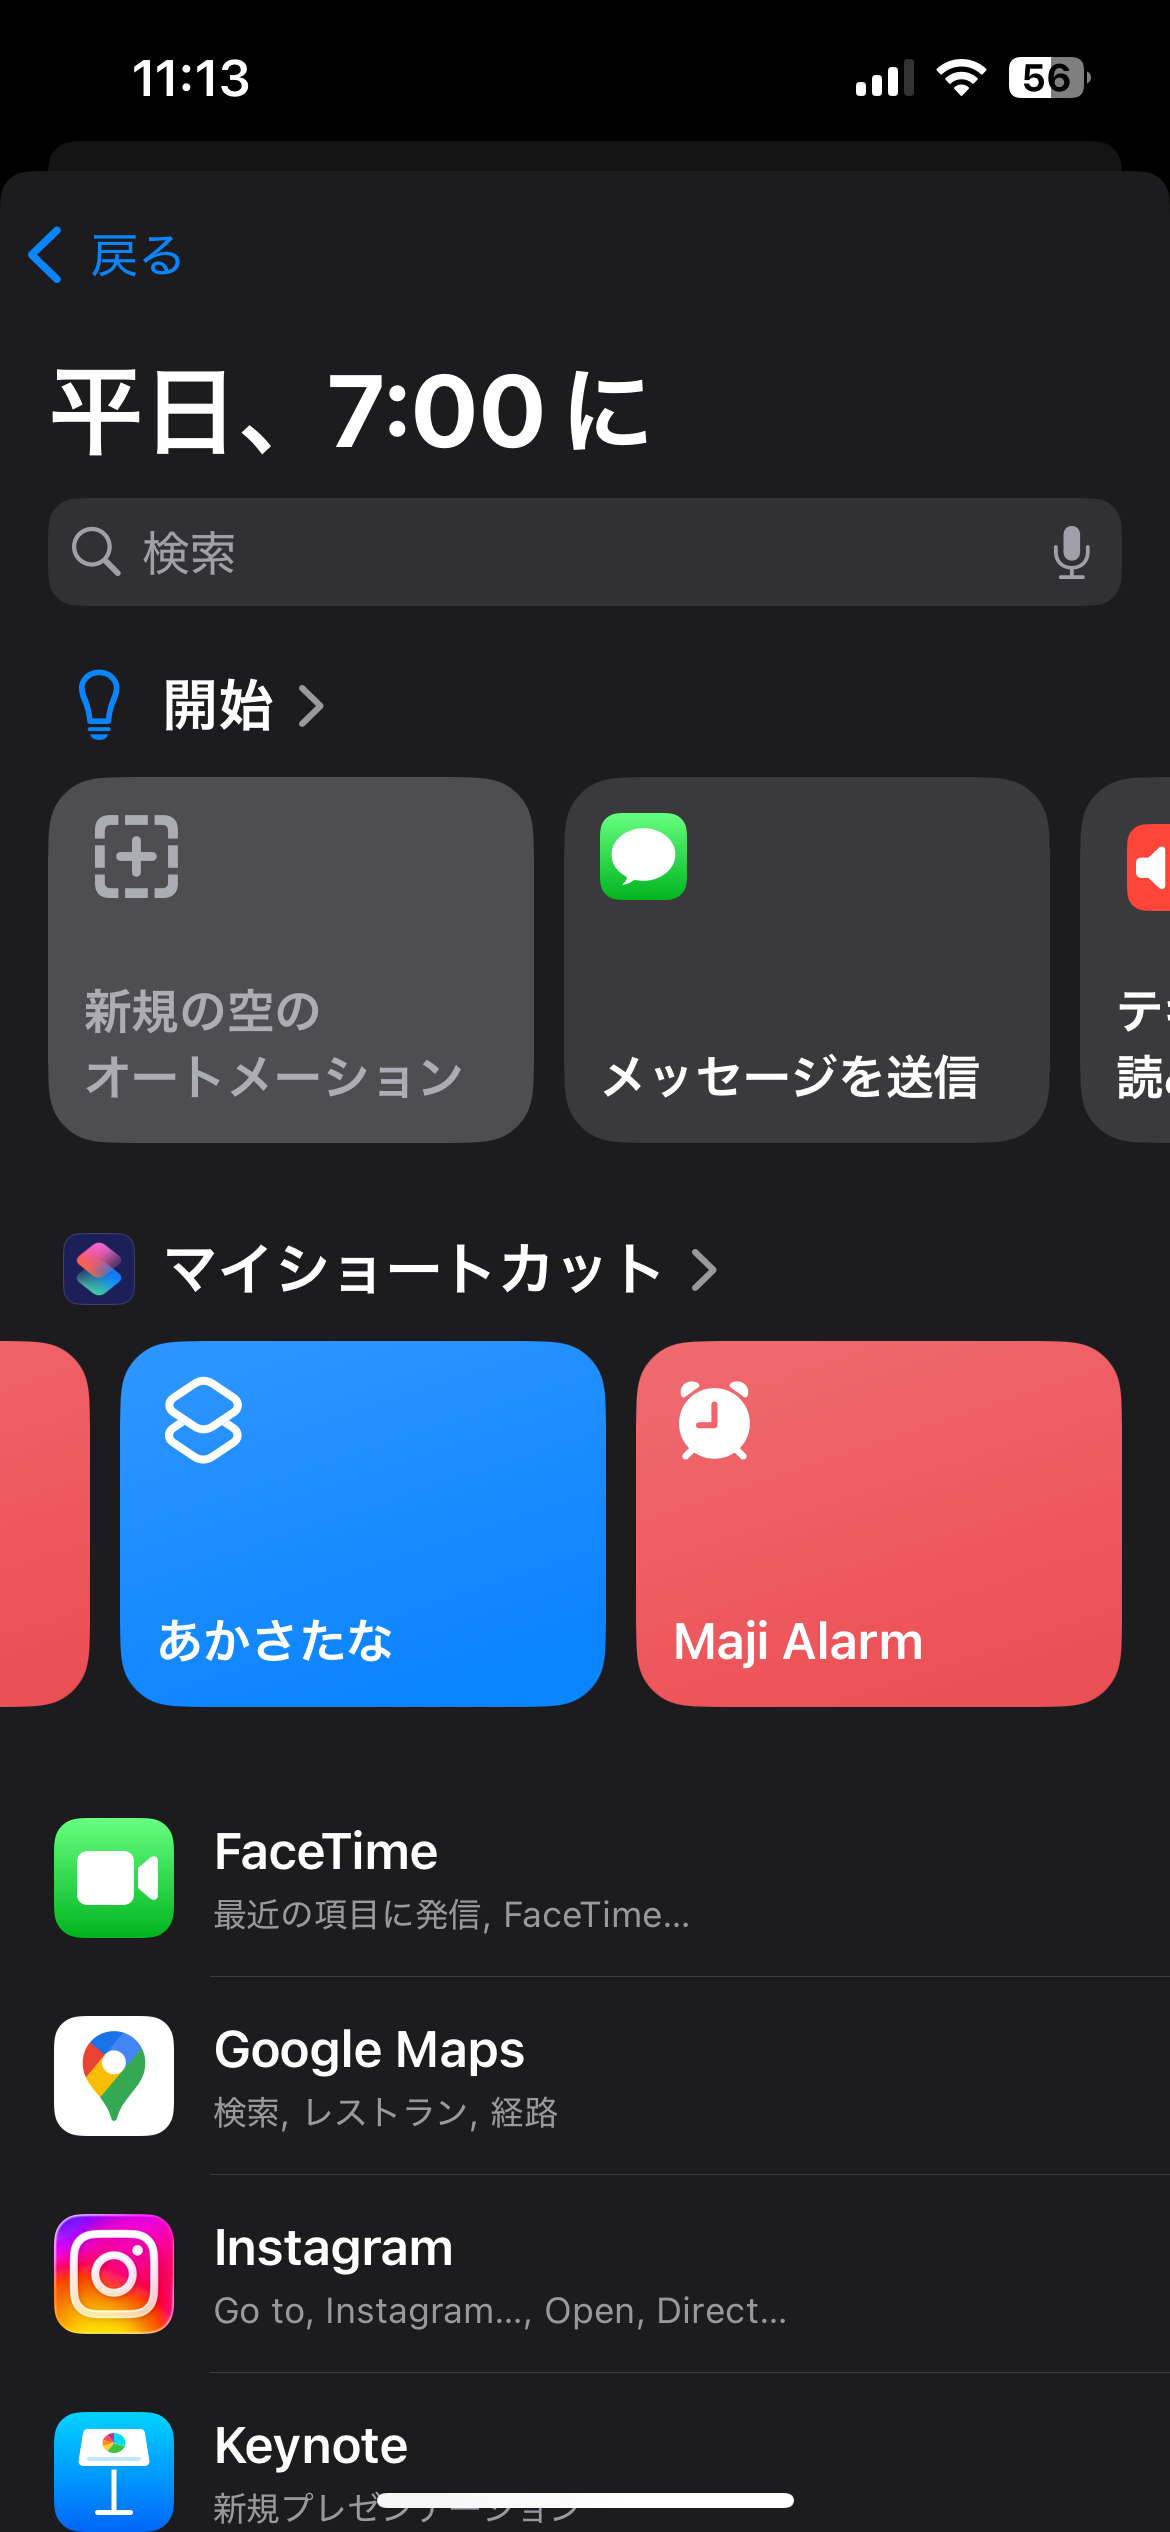 11:13
56
戻る
平日、7:00 に
検索
開始
新規の空の
オートメーション
メッセージを送信
マイショートカット
あかさたな
Maji Alarm
FaceTime
最近の項目に発信, FaceTime...
Google Maps
検索, レストラン, 経路
Instagram
Go to, Instagram..., Open, Direct...
Keynote
新規プレゼンテーション